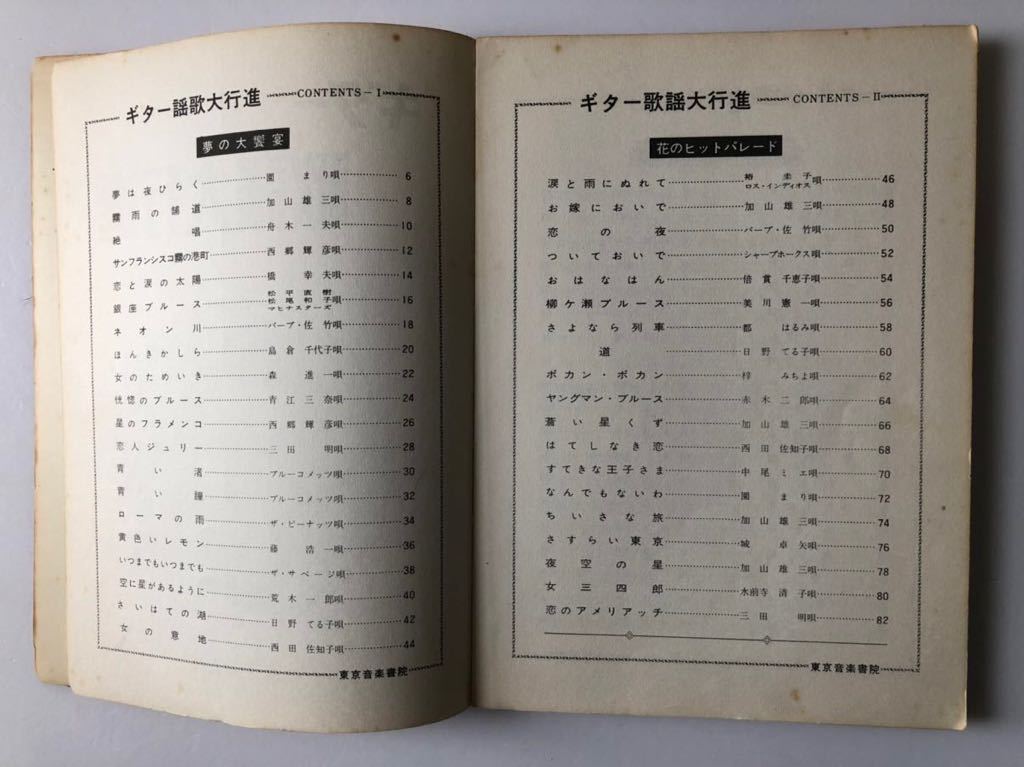 ギター謡歌大行進 CONTENTS－I
夢の大饗宴
夢は夜ひらく 園まり唄 6
霧雨の舗道 加山雄三唄 8
絶唱 舟木一夫唄 10
サンフランシスコ霧の港町 西郷輝彦唄 12
恋と涙の太陽 橋幸夫唄 14
銀座ブルース 松平直樹 松尾和子 マヒナスターズ 唄 16
ネオン川 バーブ・佐竹唄 18
ほんきかしら 島倉千代子唄 20
女のためいき 森進一唄 22
恍惚のブルース 青江三奈唄 24
星のフラメンコ 西郷輝彦唄 26
恋人ジュリー 三田明唄 28
青い渚 ブルーコメッツ唄 30
青い瞳 ブルーコメッツ唄 32
ローマの雨 ザ・ピーナッツ唄 34
黄色いレモン 藤浩一唄 36
いつまでもいつまでも ザ・サベージ唄 38
空に星があるように 荒木一郎唄 40
さいはての湖 日野てる子唄 42
女の意地 西田佐知子唄 44
東京音楽書院
ギター歌謡大行進 CONTENTS－II
花のヒットパレード
涙と雨にぬれて 圭子 ロス・インディオス 唄 46
お嫁においで 加山雄三唄 48
恋の夜 バーブ・佐竹唄 50
ついておいで シャープホークス唄 52
おはなはん 倍賞千恵子唄 54
柳ケ瀬ブルース 美川憲一唄 56
さよなら列車 都はるみ唄 58
道 日野てる子唄 60
ポカン・ポカン 梓みちよ唄 62
ヤングマン・ブルース 赤木二郎唄 64
蒼い星くず 加山雄三唄 66
はてしなき恋 西田佐知子唄 68
すてきな王子さま 中尾ミエ唄 70
なんでもないわ 園まり唄 72
ちいさな旅 加山雄三唄 74
さすらい東京 城卓矢唄 76
夜空の星 加山雄三唄 78
女三四郎 水前寺清子唄 80
恋のアメリアッチ 三田明唄 82
東京音楽書院